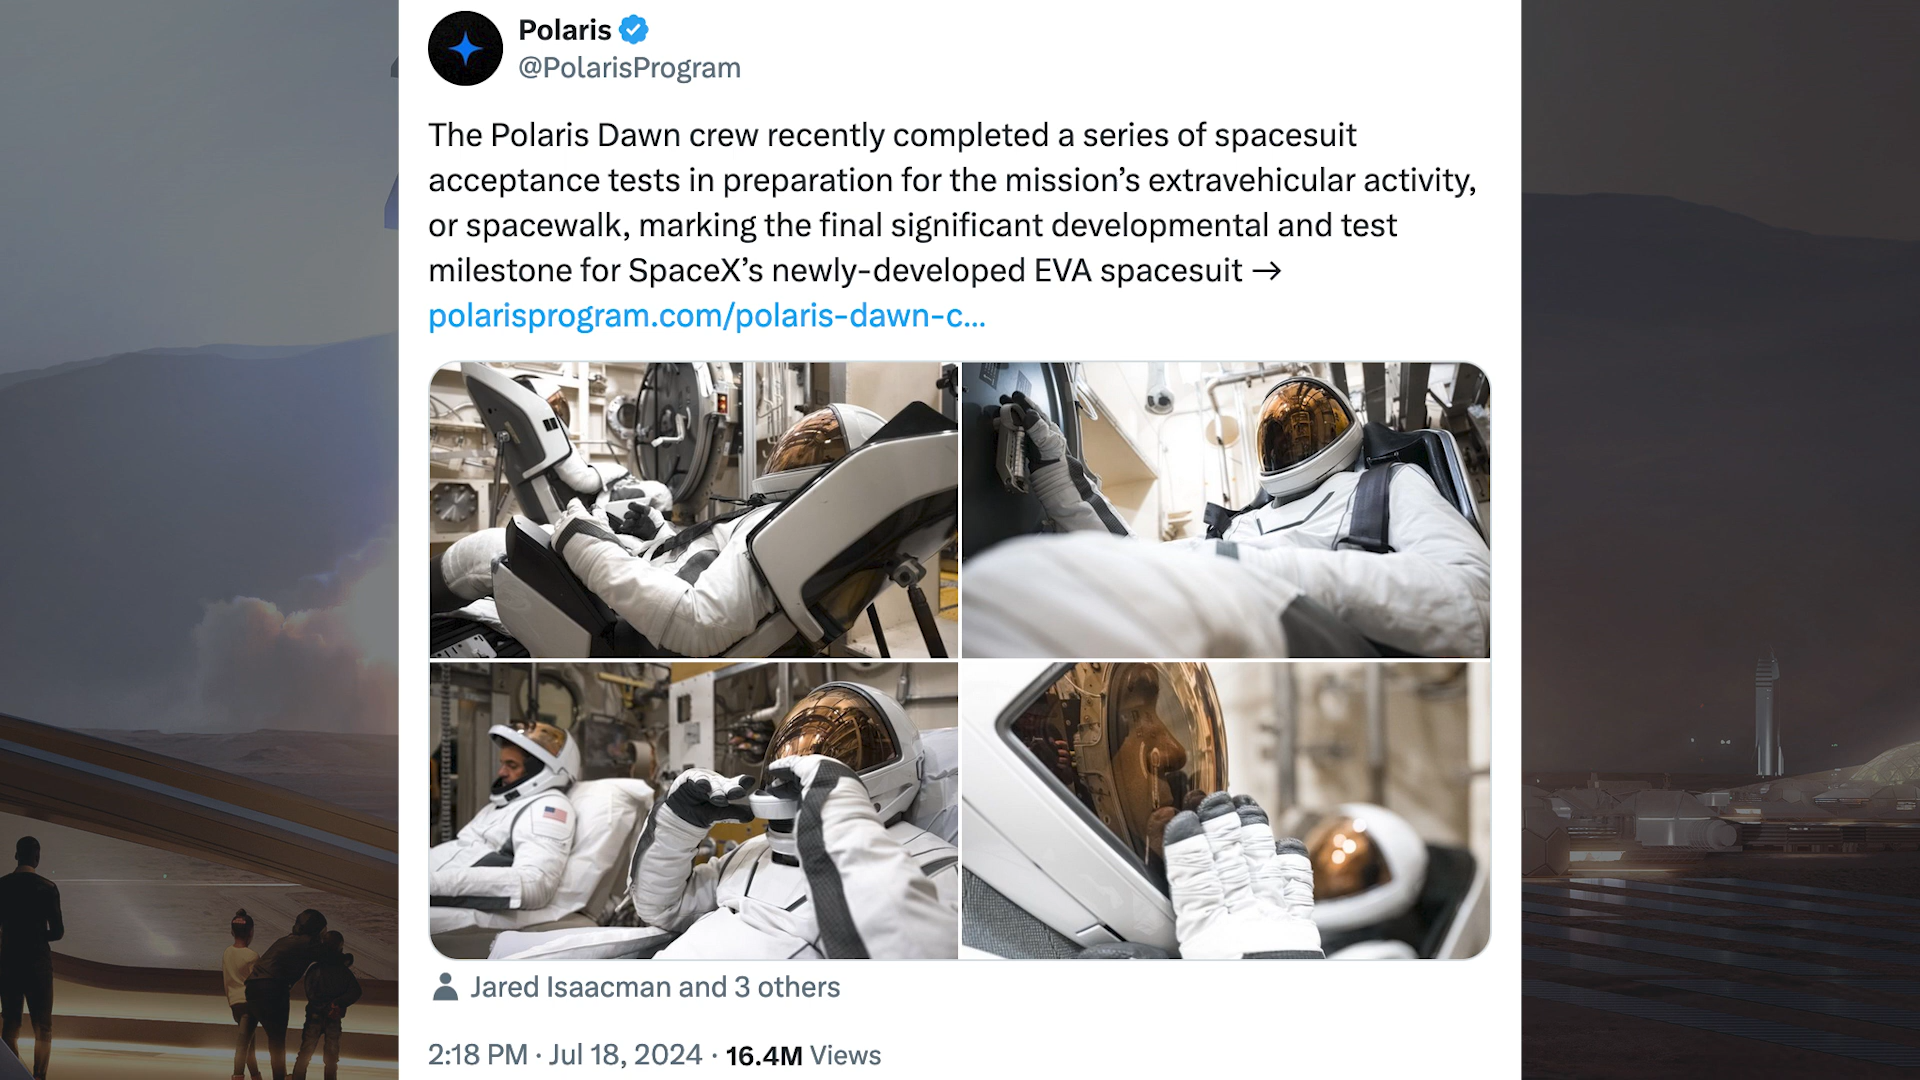 Polaris
@PolarisProgram
The Polaris Dawn crew recently completed a series of spacesuit
acceptance tests in preparation for the mission’s extravehicular activity,
or spacewalk, marking the final significant developmental and test
milestone for SpaceX’s newly-developed EVA spacesuit →
polarisprogram.com/polaris-dawn-c...
Jared Isaacman and 3 others
2:18 PM · Jul 18, 2024 · 16.4M Views